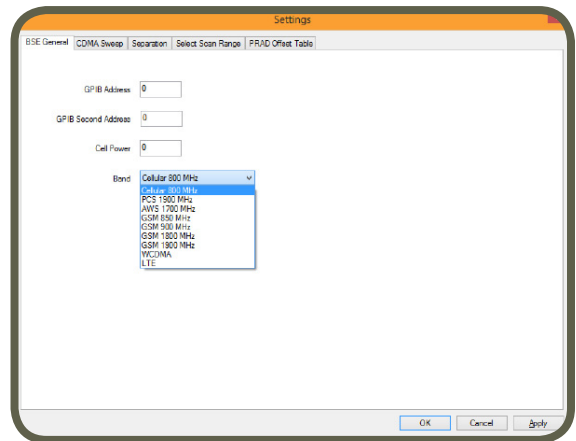 Settings
BSE General CDMA Sweep Separation Select Scan Range PRAD Offset Table
GPIB Address 0
GPIB Second Address 0
Cell Power 0
Band Cellular 800 MHz
Cellular 800 MHz
PCS 1900 MHz
AWS 1700 MHz
GSM 850 MHz
GSM 900 MHz
GSM 1800 MHz
GSM 1900 MHz
WCDMA
LTE
OK Cancel Apply